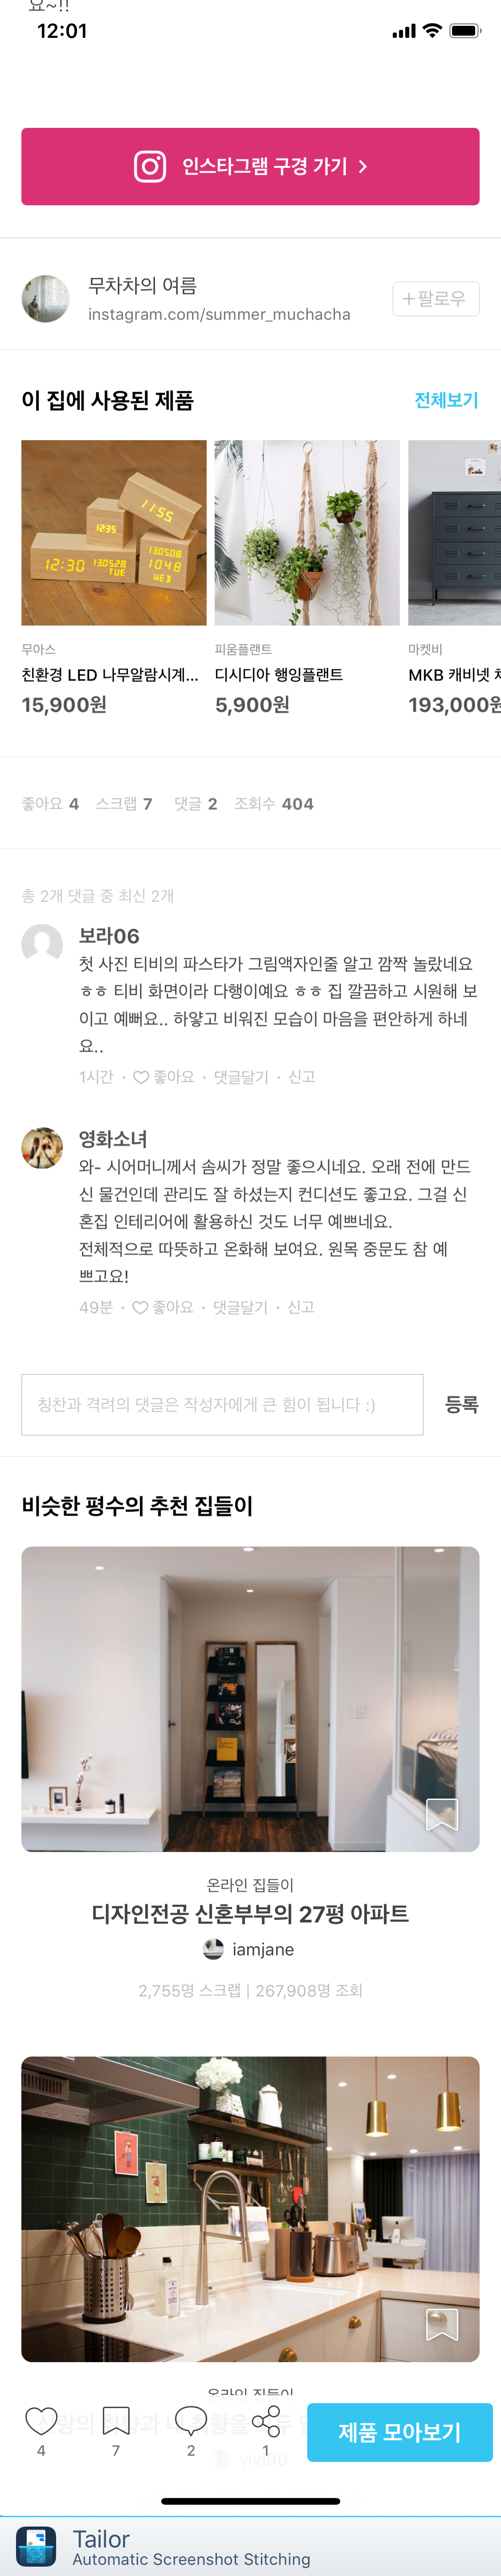 요~!!
12:01
인스타그램 구경 가기
무차차의 여름
instagram.com/summer_muchacha
+팔로우
이 집에 사용된 제품
전체보기
12:30 13.05.28 TUE
1235
11:55
13.05.08
10:48
WED
무아스
친환경 LED 나무알람시계...
15,900원
피움플랜트
디시디아 행잉플랜트
5,900원
마켓비
MKB 캐비넷
193,000원
좋아요 4 스크랩 7 댓글 2 조회수 404
총 2개 댓글 중 최신 2개
보라06
첫 사진 티비의 파스타가 그림액자인줄 알고 깜짝 놀랐네요
ㅎㅎ 티비 화면이라 다행이예요 ㅎㅎ 집 깔끔하고 시원해 보
이고 예뻐요.. 하얗고 비워진 모습이 마음을 편안하게 하네
요..
1시간 · 좋아요 · 댓글달기 · 신고
영화소녀
와- 시어머니께서 솜씨가 정말 좋으시네요. 오래 전에 만드
신 물건인데 관리도 잘 하셨는지 컨디션도 좋고요. 그걸 신
혼집 인테리어에 활용하신 것도 너무 예쁘네요.
전체적으로 따뜻하고 온화해 보여요. 원목 중문도 참 예
쁘고요!
49분 · 좋아요 · 댓글달기 · 신고
칭찬과 격려의 댓글은 작성자에게 큰 힘이 됩니다 :)
등록
비슷한 평수의 추천 집들이
온라인 집들이
디자인전공 신혼부부의 27평 아파트
iamjane
2,755명 스크랩 | 267,908명 조회
온라인 집들이
vivi90
4
7
2
1
제품 모아보기
Tailor
Automatic Screenshot Stitching